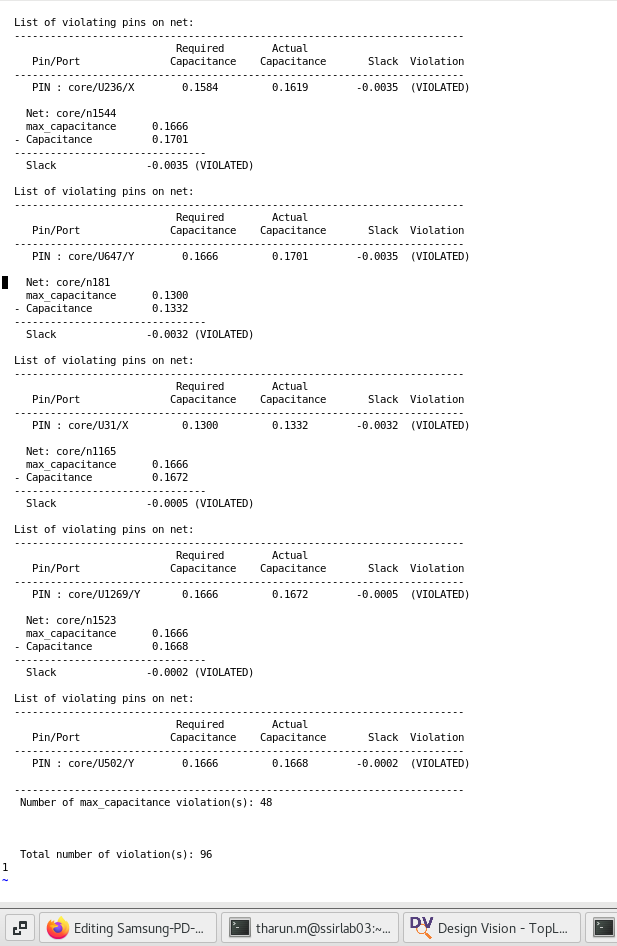 List of violating pins on net:
----------------------------------------------------------------------------
Required Actual
Pin/Port Capacitance Capacitance Slack Violation
----------------------------------------------------------------------------
PIN : core/U236/X 0.1584 0.1619 -0.0035 (VIOLATED)
Net: core/n1544
max_capacitance 0.1666
- Capacitance 0.1701
--------------------------------
Slack -0.0035 (VIOLATED)
List of violating pins on net:
----------------------------------------------------------------------------
Required Actual
Pin/Port Capacitance Capacitance Slack Violation
----------------------------------------------------------------------------
PIN : core/U647/Y 0.1666 0.1701 -0.0035 (VIOLATED)
Net: core/n181
max_capacitance 0.1300
- Capacitance 0.1332
--------------------------------
Slack -0.0032 (VIOLATED)
List of violating pins on net:
----------------------------------------------------------------------------
Required Actual
Pin/Port Capacitance Capacitance Slack Violation
----------------------------------------------------------------------------
PIN : core/U31/X 0.1300 0.1332 -0.0032 (VIOLATED)
Net: core/n1165
max_capacitance 0.1666
- Capacitance 0.1672
--------------------------------
Slack -0.0005 (VIOLATED)
List of violating pins on net:
----------------------------------------------------------------------------
Required Actual
Pin/Port Capacitance Capacitance Slack Violation
----------------------------------------------------------------------------
PIN : core/U1269/Y 0.1666 0.1672 -0.0005 (VIOLATED)
Net: core/n1523
max_capacitance 0.1666
- Capacitance 0.1668
--------------------------------
Slack -0.0002 (VIOLATED)
List of violating pins on net:
----------------------------------------------------------------------------
Required Actual
Pin/Port Capacitance Capacitance Slack Violation
----------------------------------------------------------------------------
PIN : core/U502/Y 0.1666 0.1668 -0.0002 (VIOLATED)
----------------------------------------------------------------------------
Number of max_capacitance violation(s): 48
Total number of violation(s): 96
1
~
Editing Samsung-PD-... tharun.m@ssirlab03:~... DV Design Vision - TopL...